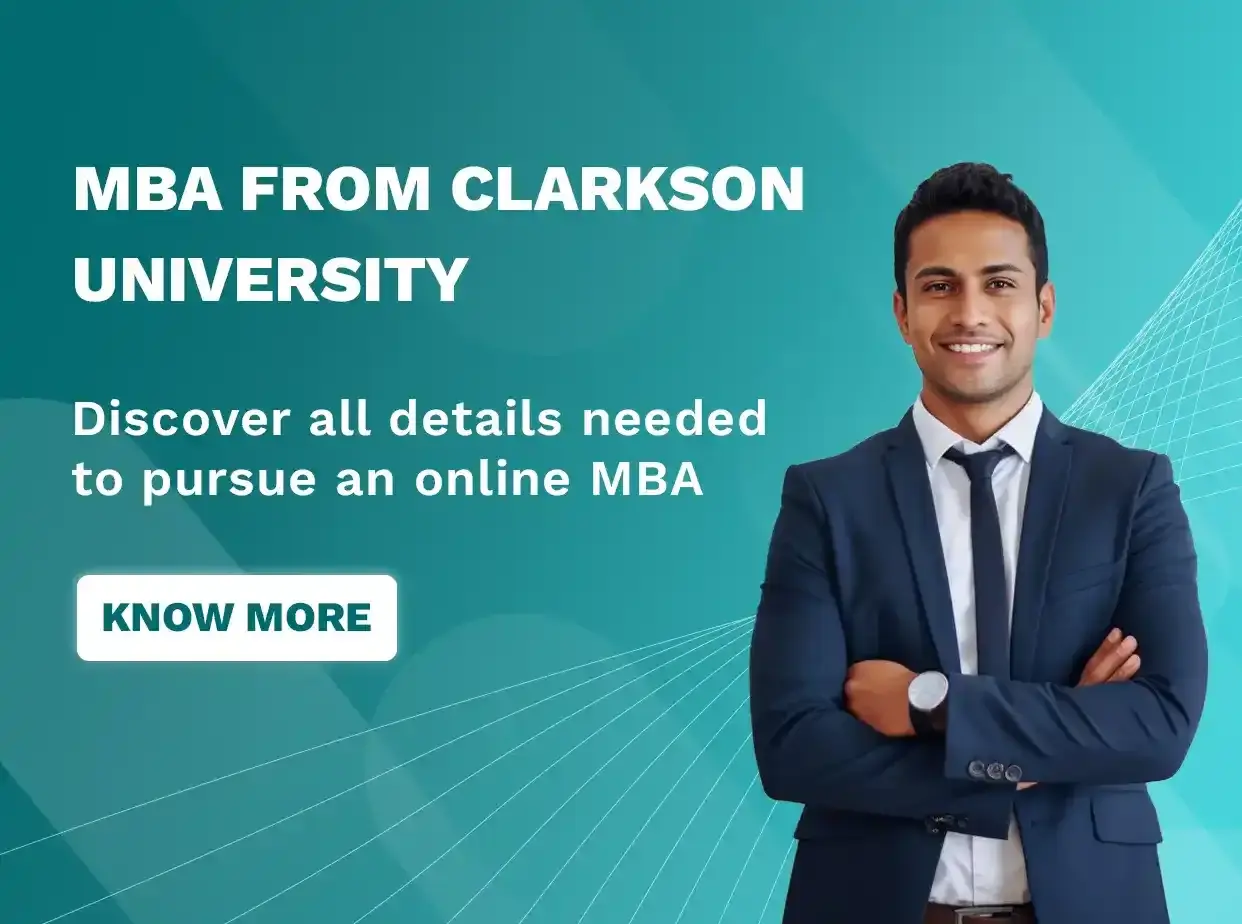 MBA FROM CLARKSON
UNIVERSITY
Discover all details needed
to pursue an online MBA
KNOW MORE